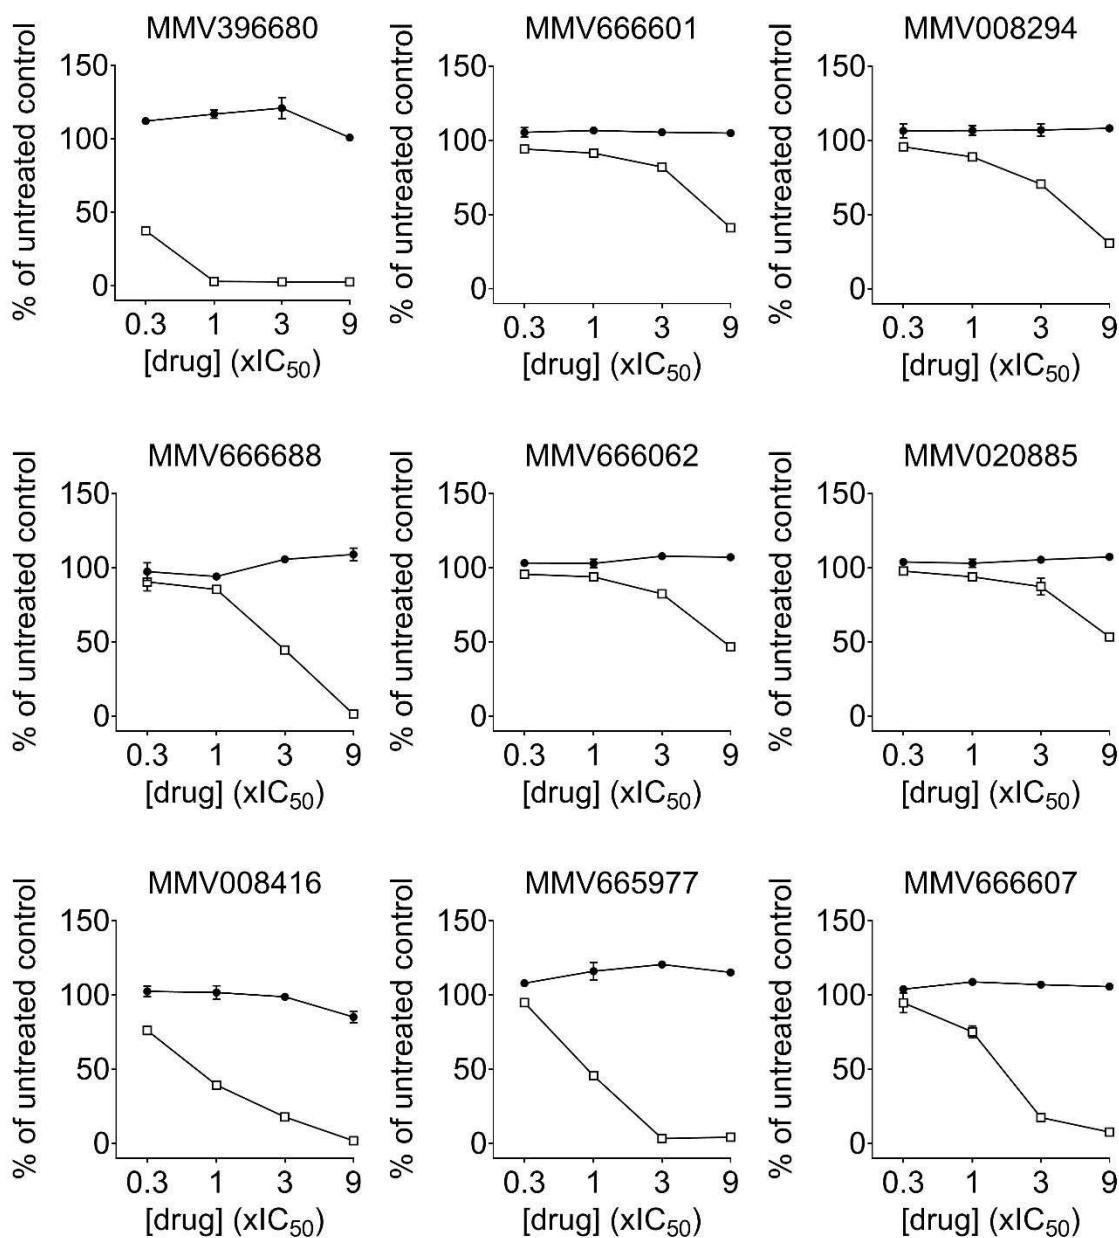 MMV396680
% of untreated control
150
100
50
0
0.3 1 3 9
[drug] (xIC50)
MMV666601
% of untreated control
150
100
50
0
0.3 1 3 9
[drug] (xIC50)
MMV008294
% of untreated control
150
100
50
0
0.3 1 3 9
[drug] (xIC50)
MMV666688
% of untreated control
150
100
50
0
0.3 1 3 9
[drug] (xIC50)
MMV666062
% of untreated control
150
100
50
0
0.3 1 3 9
[drug] (xIC50)
MMV020885
% of untreated control
150
100
50
0
0.3 1 3 9
[drug] (xIC50)
MMV008416
% of untreated control
150
100
50
0
0.3 1 3 9
[drug] (xIC50)
MMV665977
% of untreated control
150
100
50
0
0.3 1 3 9
[drug] (xIC50)
MMV666607
% of untreated control
150
100
50
0
0.3 1 3 9
[drug] (xIC50)